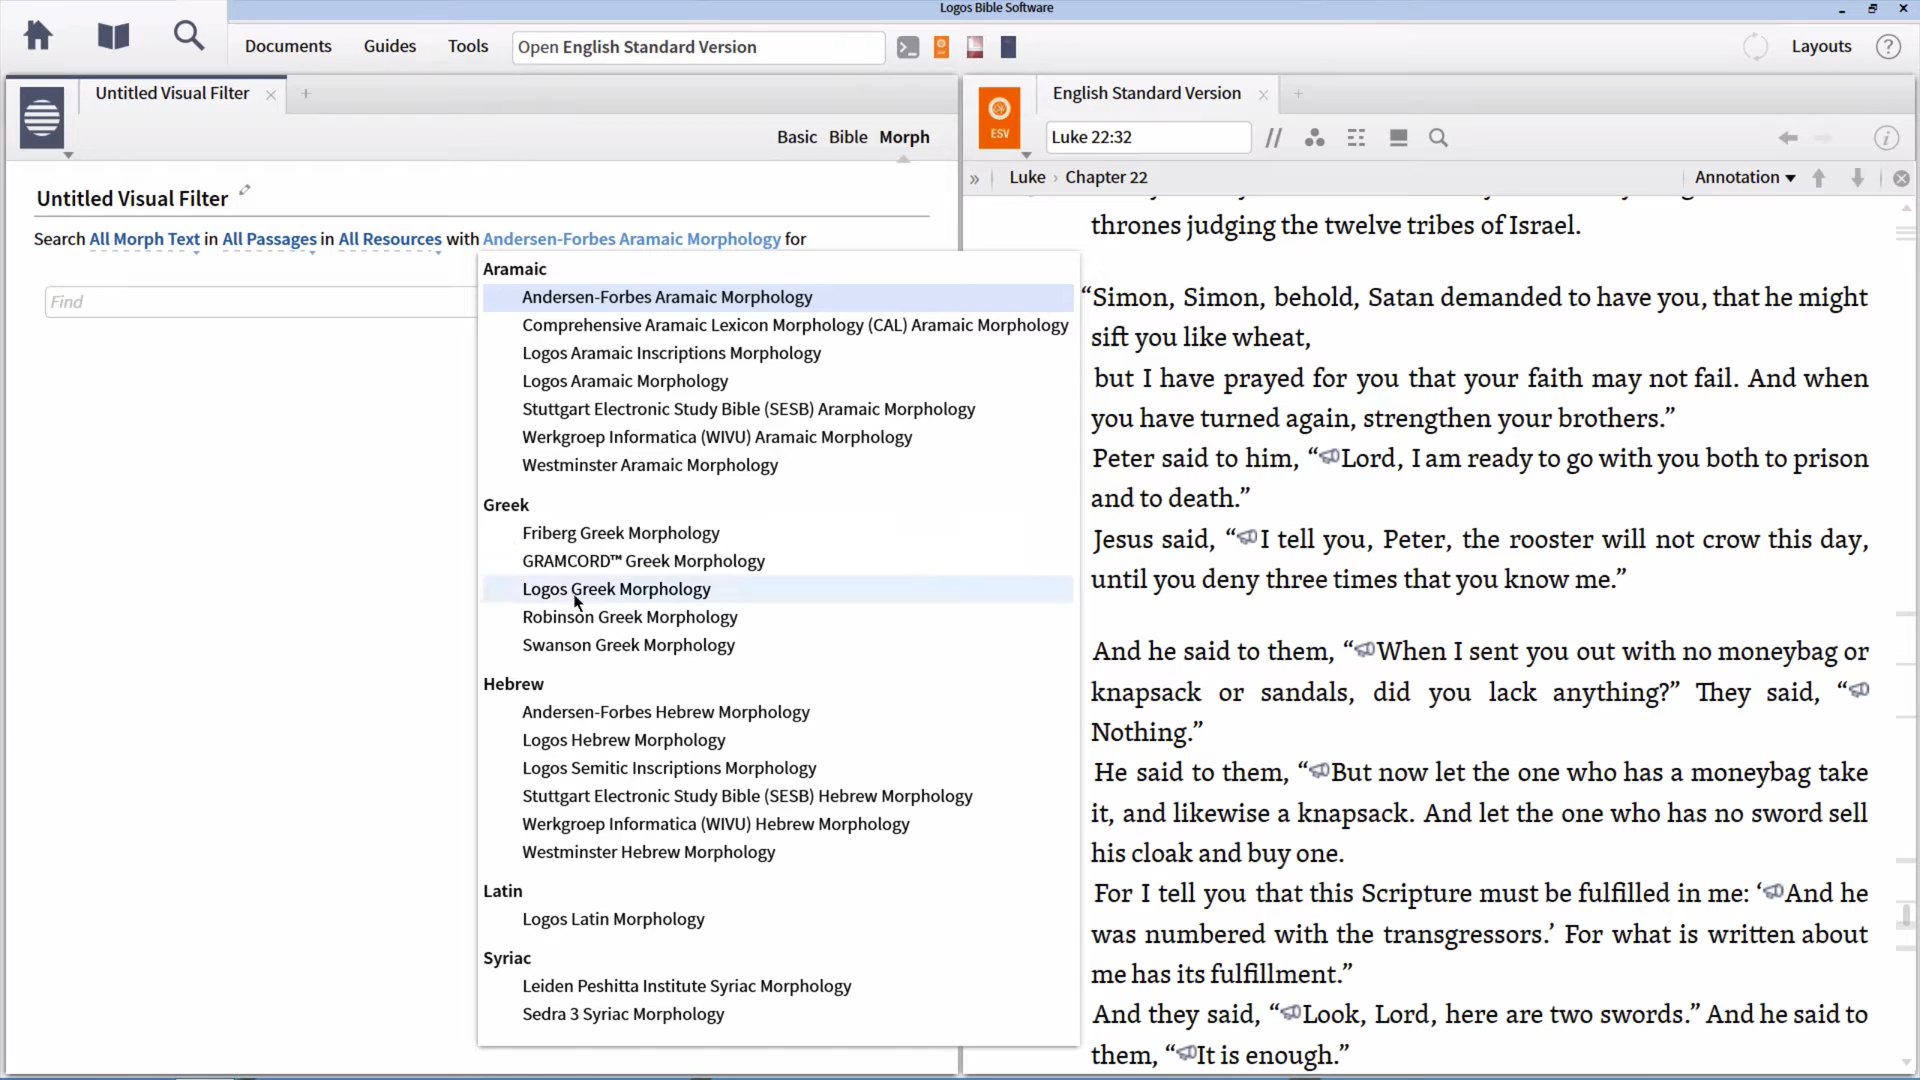 Logos Bible Software
Documents Guides Tools Open English Standard Version Layouts ?
Untitled Visual Filter
Basic Bible Morph
Untitled Visual Filter
Search All Morph Text in All Passages in All Resources with Andersen-Forbes Aramaic Morphology for
Find
Aramaic
Andersen-Forbes Aramaic Morphology
Comprehensive Aramaic Lexicon Morphology (CAL) Aramaic Morphology
Logos Aramaic Inscriptions Morphology
Logos Aramaic Morphology
Stuttgart Electronic Study Bible (SESB) Aramaic Morphology
Werkgroep Informatica (WIVU) Aramaic Morphology
Westminster Aramaic Morphology
Greek
Friberg Greek Morphology
GRAMCORD™ Greek Morphology
Logos Greek Morphology
Robinson Greek Morphology
Swanson Greek Morphology
Hebrew
Andersen-Forbes Hebrew Morphology
Logos Hebrew Morphology
Logos Semitic Inscriptions Morphology
Stuttgart Electronic Study Bible (SESB) Hebrew Morphology
Werkgroep Informatica (WIVU) Hebrew Morphology
Westminster Hebrew Morphology
Latin
Logos Latin Morphology
Syriac
Leiden Peshitta Institute Syriac Morphology
Sedra 3 Syriac Morphology
English Standard Version
ESV
Luke 22:32
» Luke › Chapter 22 Annotation
thrones judging the twelve tribes of Israel.
“Simon, Simon, behold, Satan demanded to have you, that he might
sift you like wheat,
but I have prayed for you that your faith may not fail. And when
you have turned again, strengthen your brothers.”
Peter said to him, “Lord, I am ready to go with you both to prison
and to death.”
Jesus said, “I tell you, Peter, the rooster will not crow this day,
until you deny three times that you know me.”
And he said to them, “When I sent you out with no moneybag or
knapsack or sandals, did you lack anything?” They said, “
Nothing.”
He said to them, “But now let the one who has a moneybag take
it, and likewise a knapsack. And let the one who has no sword sell
his cloak and buy one.
For I tell you that this Scripture must be fulfilled in me: ‘And he
was numbered with the transgressors.’ For what is written about
me has its fulfillment.”
And they said, “Look, Lord, here are two swords.” And he said to
them, “It is enough.”